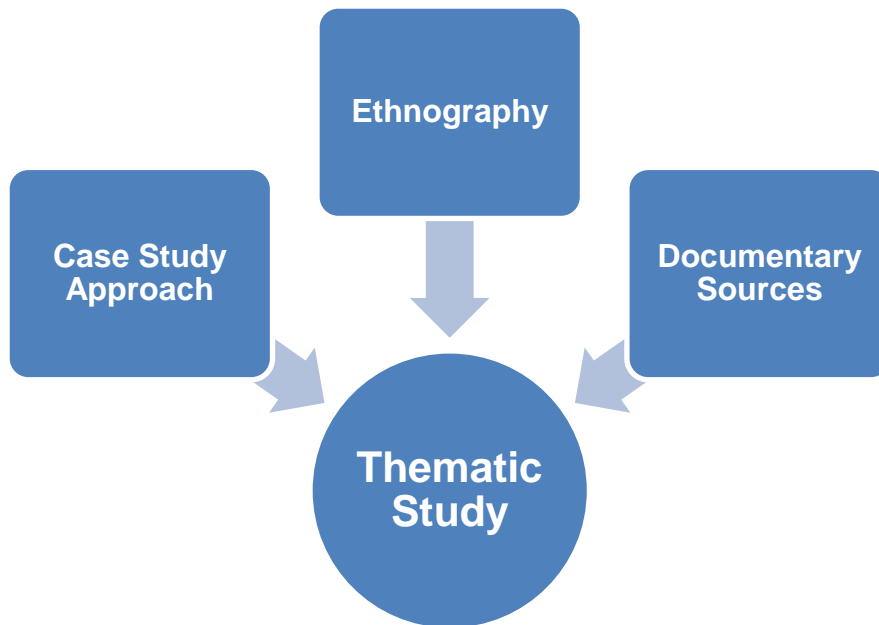 Ethnography
Case Study
Approach
Documentary
Sources
Thematic
Study